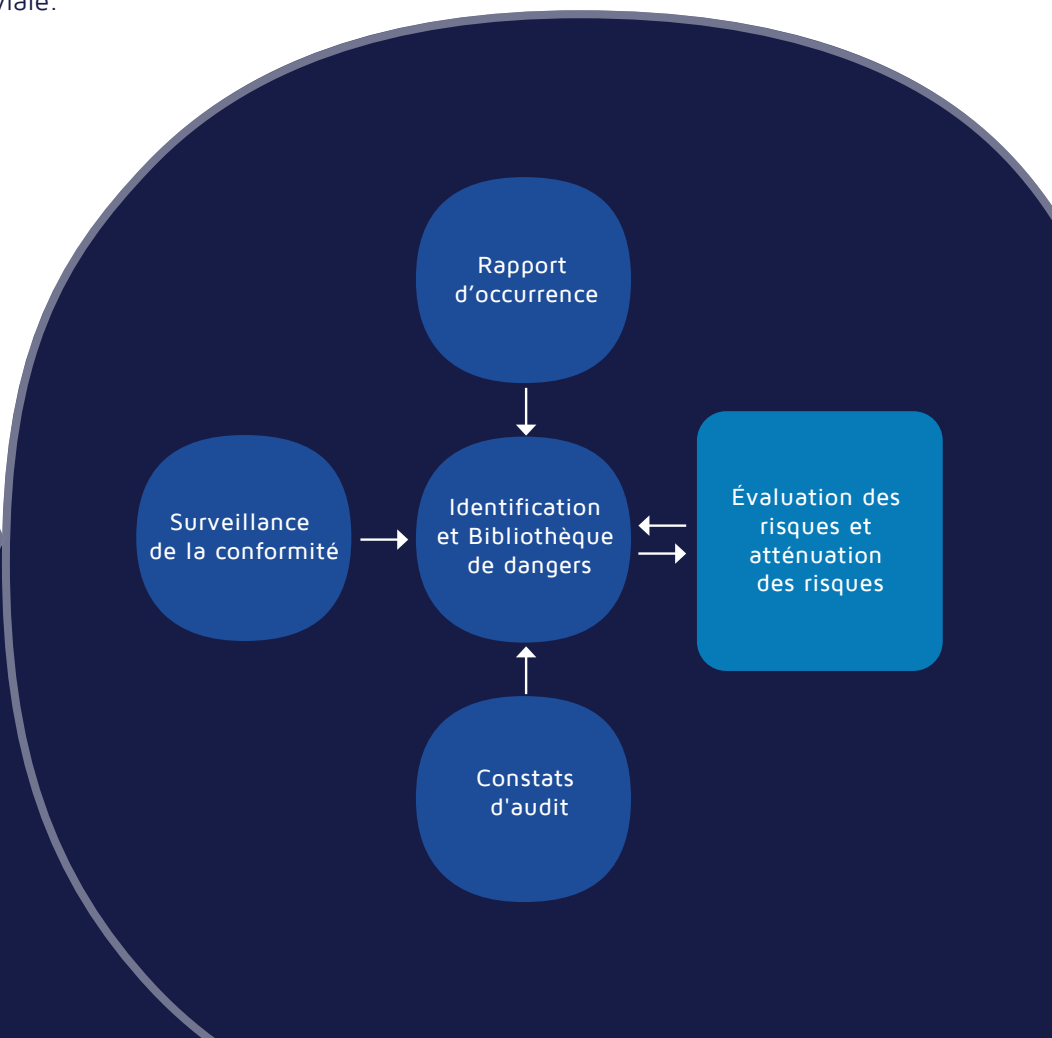 Rapport
d’occurrence
Surveillance
de la conformité
Identification
et Bibliothèque
de dangers
Évaluation des
risques et
atténuation
des risques
Constats
d'audit